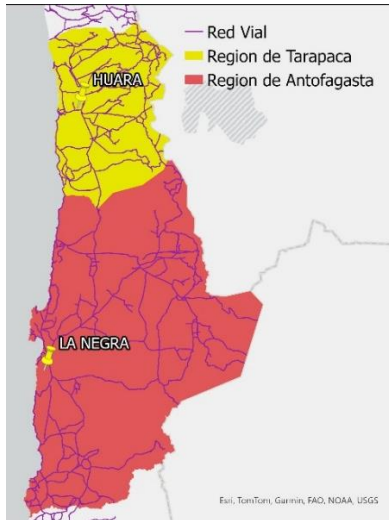 Red Vial
Region de Tarapaca
Region de Antofagasta
HUARA
LA NEGRA
Esri, TomTom, Garmin, FAO, NOAA, USGS